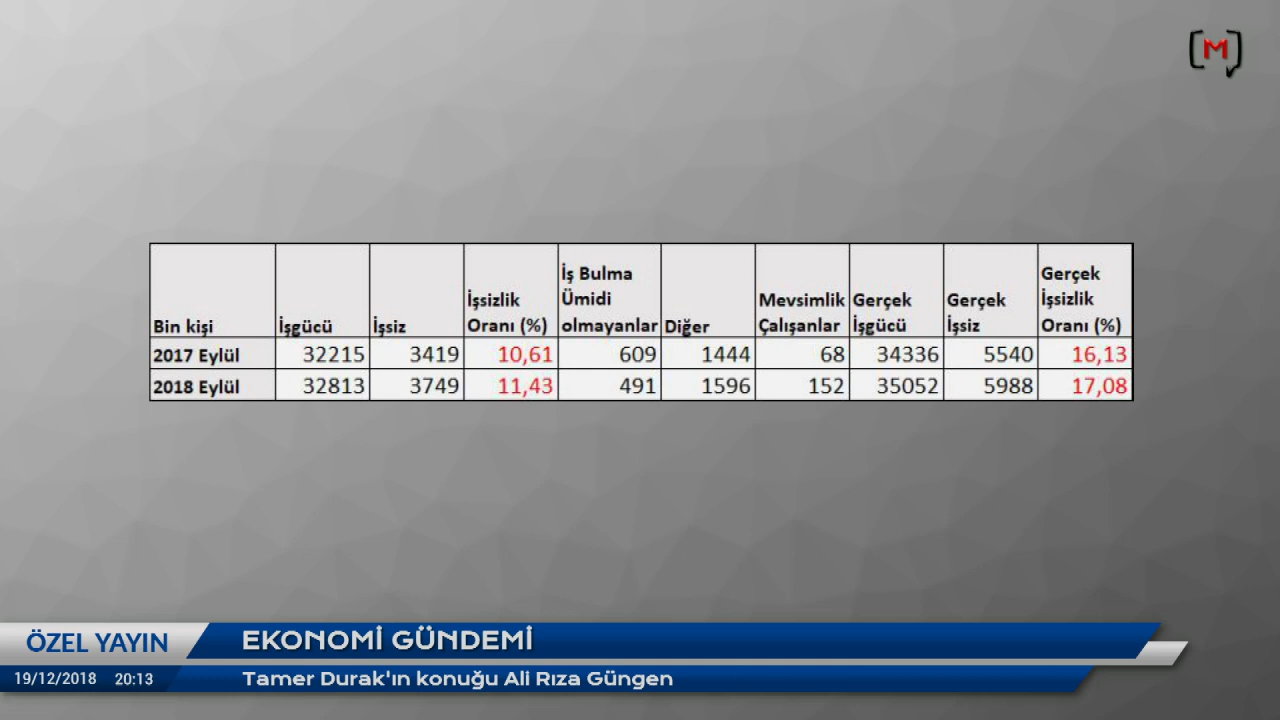 M
Bin kişi İşgücü İşsiz İşsizlik Oranı (%) İş Bulma Ümidi olmayanlar Diğer Mevsimlik Çalışanlar Gerçek İşgücü Gerçek İşsiz Gerçek İşsizlik Oranı (%)
2017 Eylül 32215 3419 10,61 609 1444 68 34336 5540 16,13
2018 Eylül 32813 3749 11,43 491 1596 152 35052 5988 17,08
ÖZEL YAYIN
EKONOMİ GÜNDEMİ
19/12/2018 20:13
Tamer Durak'ın konuğu Ali Rıza Güngen